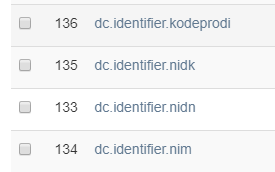 136 dc.identifier.kodeprodi
135 dc.identifier.nidk
133 dc.identifier.nidn
134 dc.identifier.nim